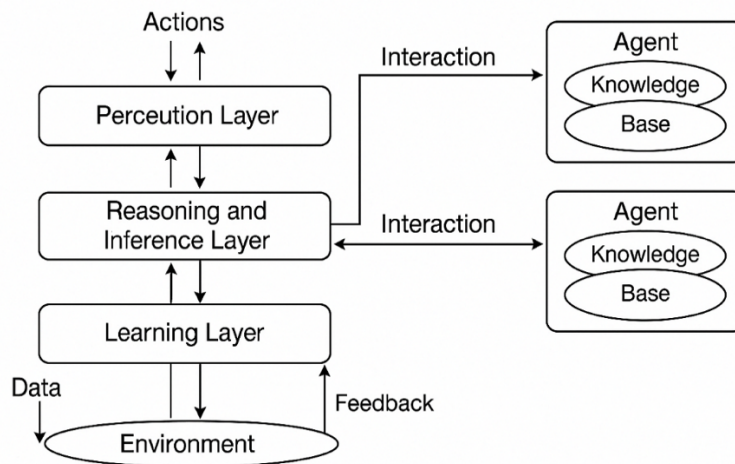 Actions
Perceution Layer
Reasoning and
Inference Layer
Learning Layer
Data
Environment
Feedback
Interaction
Agent
Knowledge
Base
Interaction
Agent
Knowledge
Base